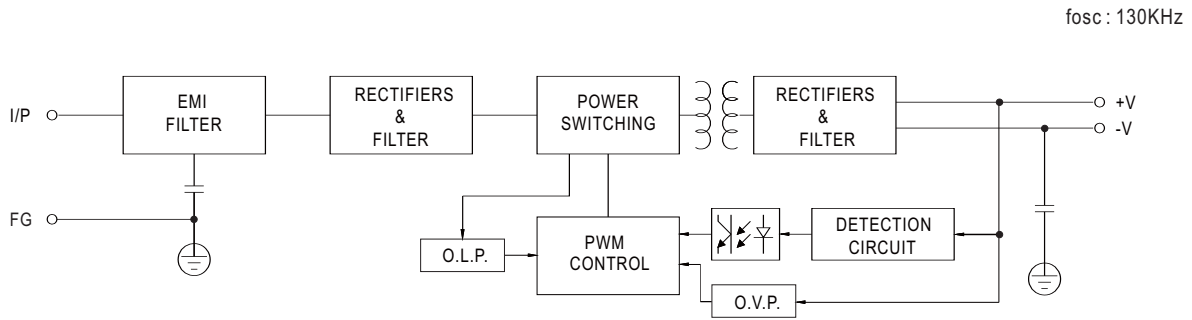 fosc : 130KHz
I/P
EMI
FILTER
RECTIFIERS
&
FILTER
POWER
SWITCHING
RECTIFIERS
&
FILTER
+V
-V
FG
O.L.P.
PWM
CONTROL
DETECTION
CIRCUIT
O.V.P.